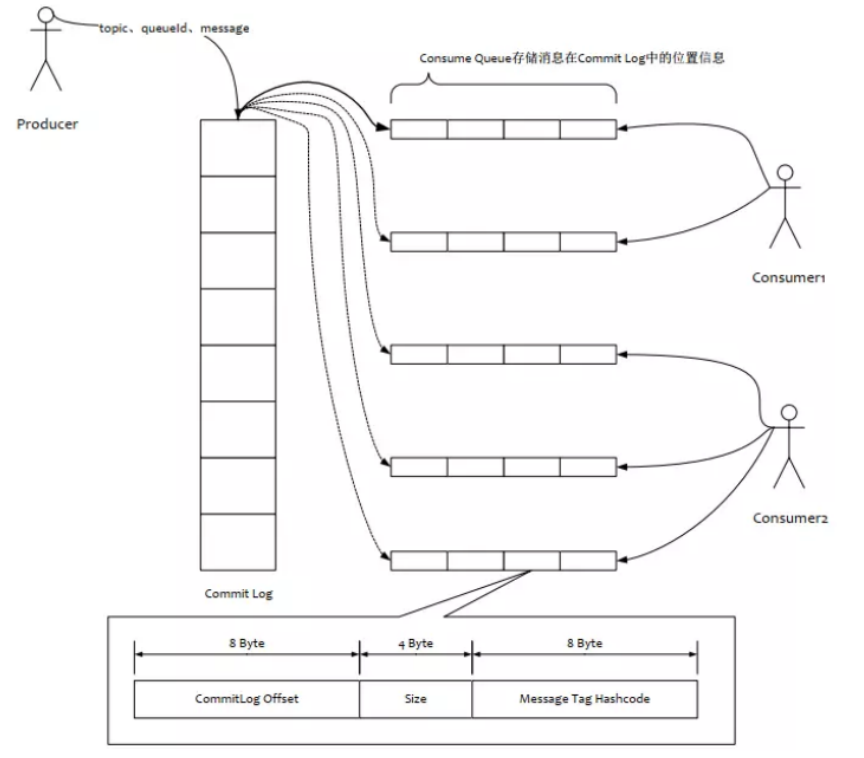 topic、queueId、message
Producer
Consume Queue存储消息在Commit Log中的位置信息
Consumer1
Consumer2
Commit Log
8 Byte
4 Byte
8 Byte
CommitLog Offset
Size
Message Tag Hashcode